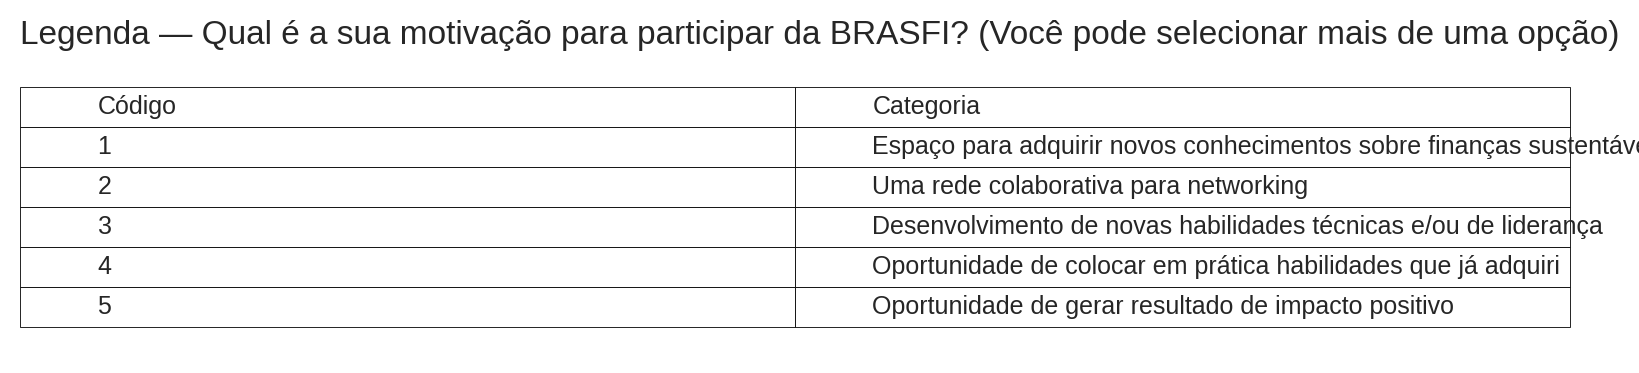 Legenda — Qual é a sua motivação para participar da BRASFI? (Você pode selecionar mais de uma opção)
Código Categoria
1 Espaço para adquirir novos conhecimentos sobre finanças
2 Uma rede colaborativa para networking
3 Desenvolvimento de novas habilidades técnicas e/ou de liderança
4 Oportunidade de colocar em prática habilidades que já adquiri
5 Oportunidade de gerar resultado de impacto positivo